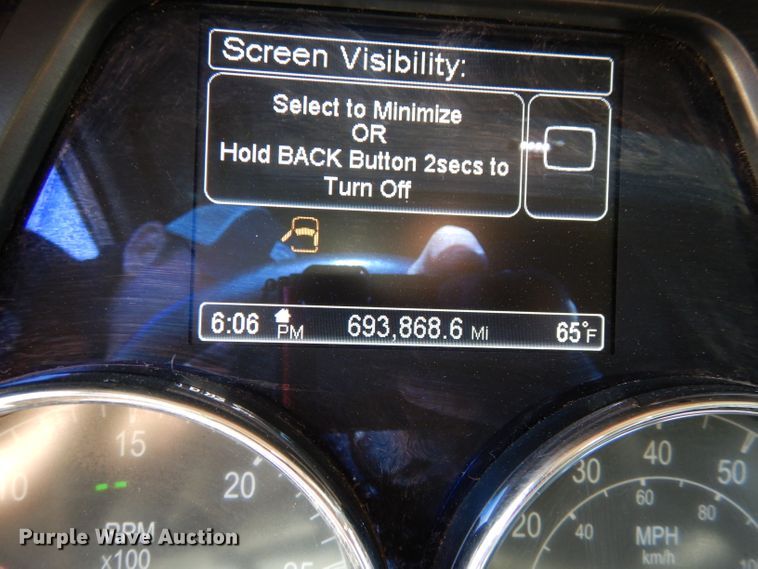 Screen Visibility:
Select to Minimize
OR
Hold BACK Button 2secs to
Turn Off
6:06 PM 693,868.6 Mi 65°F
10 15 20 25
RPM
x100
20 30 40 50
40 60 80
MPH
km/h
Purple Wave Auction